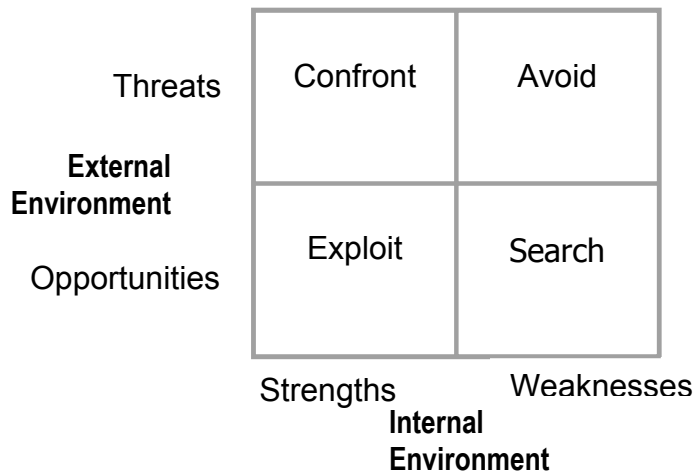 Confront
Avoid
Threats
External
Environment
Exploit
Search
Opportunities
Strengths
Weaknesses
Internal
Environment